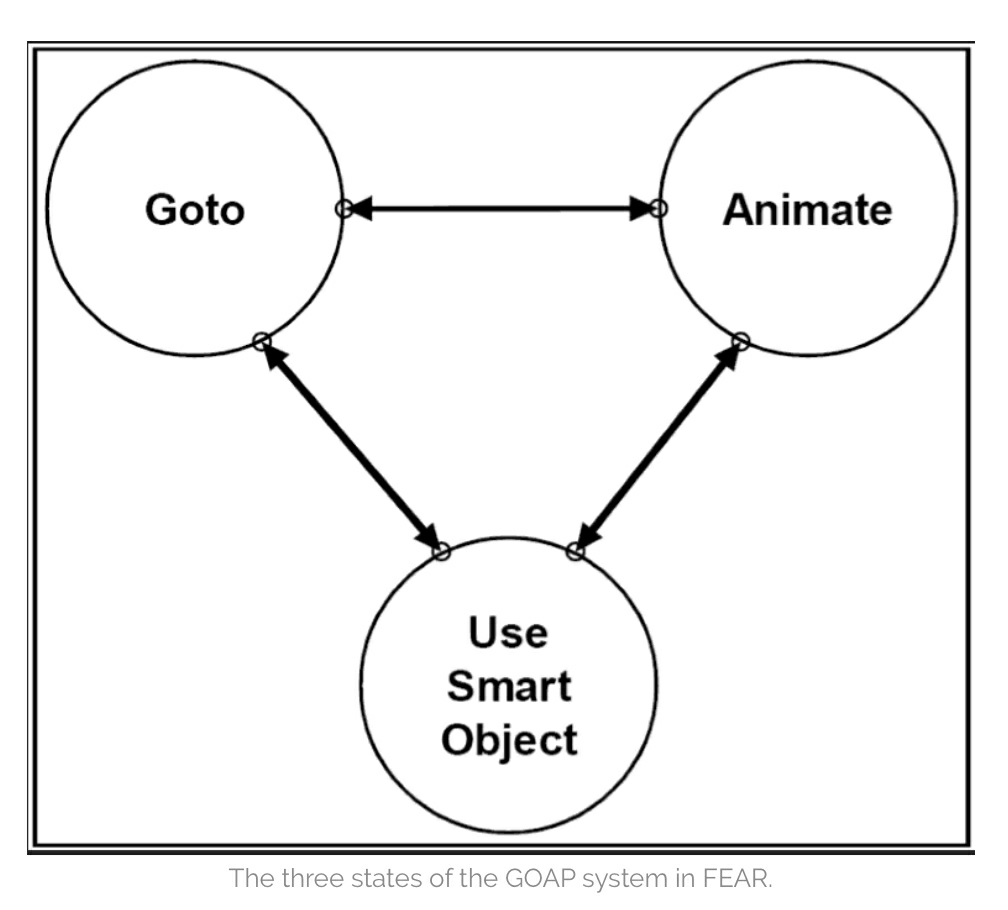 Goto
Animate
Use
Smart
Object
The three states of the GOAP system in FEAR.